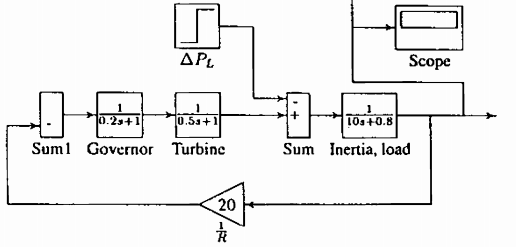 ΔP_L
Scope
-
1
0.2s+1
1
0.5s+1
-
+
1
10s+0.8
Sum1
Governor
Turbine
Sum
Inertia, load
20
1
R